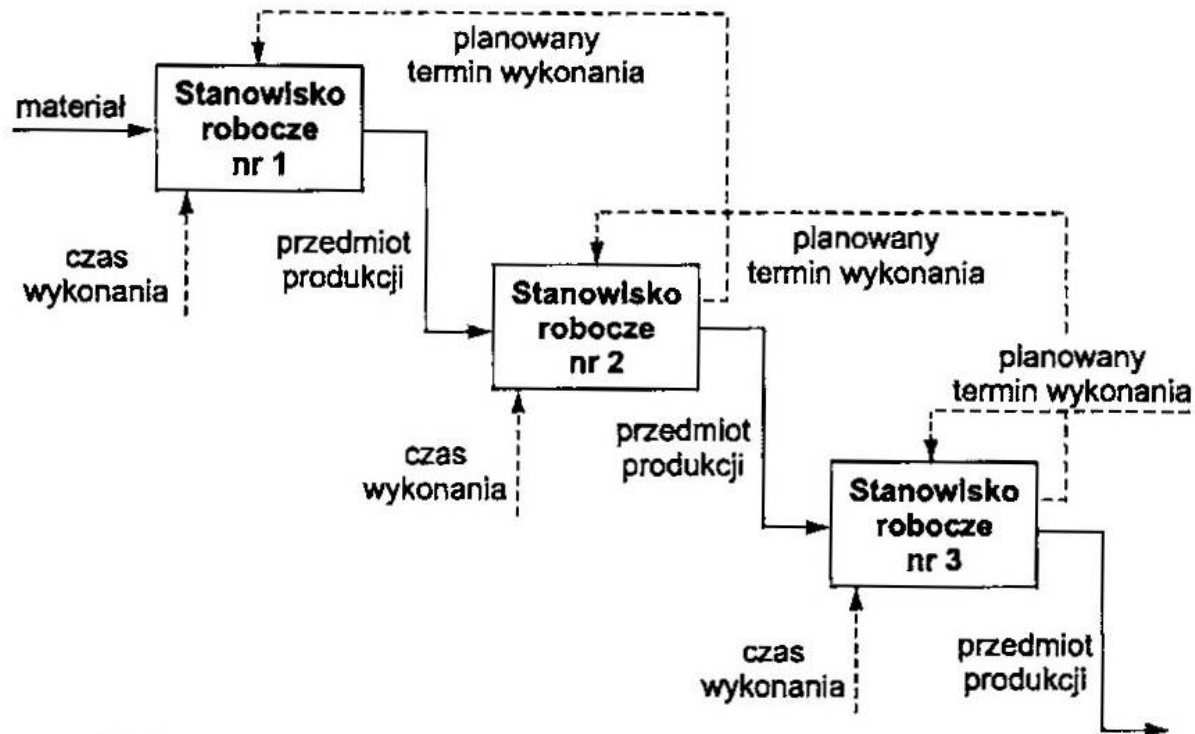 planowany
termin wykonania
materiał
Stanowisko
robocze
nr 1
czas
wykonania
przedmiot
produkcji
planowany
termin wykonania
Stanowisko
robocze
nr 2
planowany
termin wykonania
czas
wykonania
przedmiot
produkcji
Stanowisko
robocze
nr 3
czas
wykonania
przedmiot
produkcji